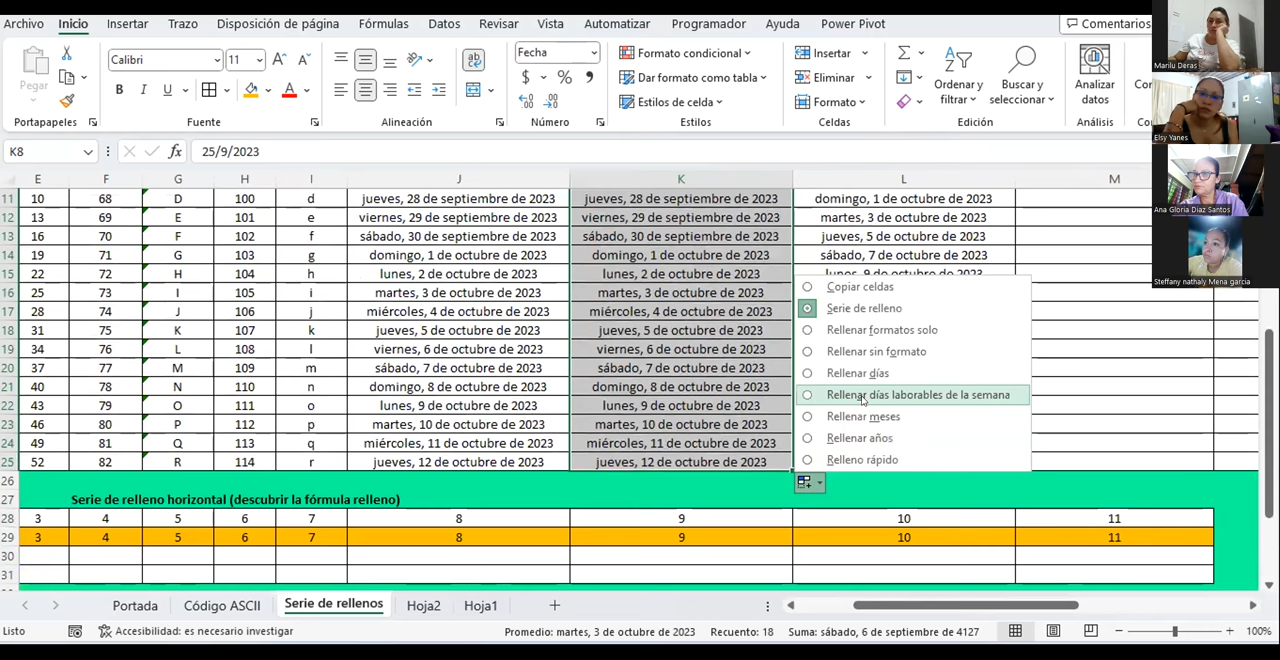 Archivo Inicio Insertar Trazo Disposición de página Fórmulas Datos Revisar Vista Automatizar Programador Ayuda Power Pivot Comentarios
Pegar
Calibri 11
N K S
Fecha
$ %
Formato condicional
Dar formato como tabla
Estilos de celda
Insertar
Eliminar
Formato
Ordenar y filtrar
Buscar y seleccionar
Analizar datos
Portapapeles Fuente Alineación Número Estilos Celdas Edición Análisis
Marilu Deras
Elsy Yanes
Ana Gloria Diaz Santos
Steffany nathaly Mena garcia
K8 fx 25/9/2023
E F G H I J K L M
11 10 68 D 100 d jueves, 28 de septiembre de 2023 jueves, 28 de septiembre de 2023 domingo, 1 de octubre de 2023
12 13 69 E 101 e viernes, 29 de septiembre de 2023 viernes, 29 de septiembre de 2023 martes, 3 de octubre de 2023
13 16 70 F 102 f sábado, 30 de septiembre de 2023 sábado, 30 de septiembre de 2023 jueves, 5 de octubre de 2023
14 19 71 G 103 g domingo, 1 de octubre de 2023 domingo, 1 de octubre de 2023 sábado, 7 de octubre de 2023
15 22 72 H 104 h lunes, 2 de octubre de 2023 lunes, 2 de octubre de 2023 lunes, 9 de octubre de 2023
16 25 73 I 105 i martes, 3 de octubre de 2023 martes, 3 de octubre de 2023
17 28 74 J 106 j miércoles, 4 de octubre de 2023 miércoles, 4 de octubre de 2023
18 31 75 K 107 k jueves, 5 de octubre de 2023 jueves, 5 de octubre de 2023
19 34 76 L 108 l viernes, 6 de octubre de 2023 viernes, 6 de octubre de 2023
20 37 77 M 109 m sábado, 7 de octubre de 2023 sábado, 7 de octubre de 2023
21 40 78 N 110 n domingo, 8 de octubre de 2023 domingo, 8 de octubre de 2023
22 43 79 O 111 o lunes, 9 de octubre de 2023 lunes, 9 de octubre de 2023
23 46 80 P 112 p martes, 10 de octubre de 2023 martes, 10 de octubre de 2023
24 49 81 Q 113 q miércoles, 11 de octubre de 2023 miércoles, 11 de octubre de 2023
25 52 82 R 114 r jueves, 12 de octubre de 2023 jueves, 12 de octubre de 2023
Copiar celdas
Serie de relleno
Rellenar formatos solo
Rellenar sin formato
Rellenar días
Rellenar días laborables de la semana
Rellenar meses
Rellenar años
Relleno rápido
26
27 Serie de relleno horizontal (descubrir la fórmula relleno)
28 3 4 5 6 7 8 9 10 11
29 3 4 5 6 7 8 9 10 11
30
31
Portada Código ASCII Serie de rellenos Hoja2 Hoja1
Listo Accesibilidad: es necesario investigar Promedio: martes, 3 de octubre de 2023 Recuento: 18 Suma: sábado, 6 de septiembre de 4127 100%